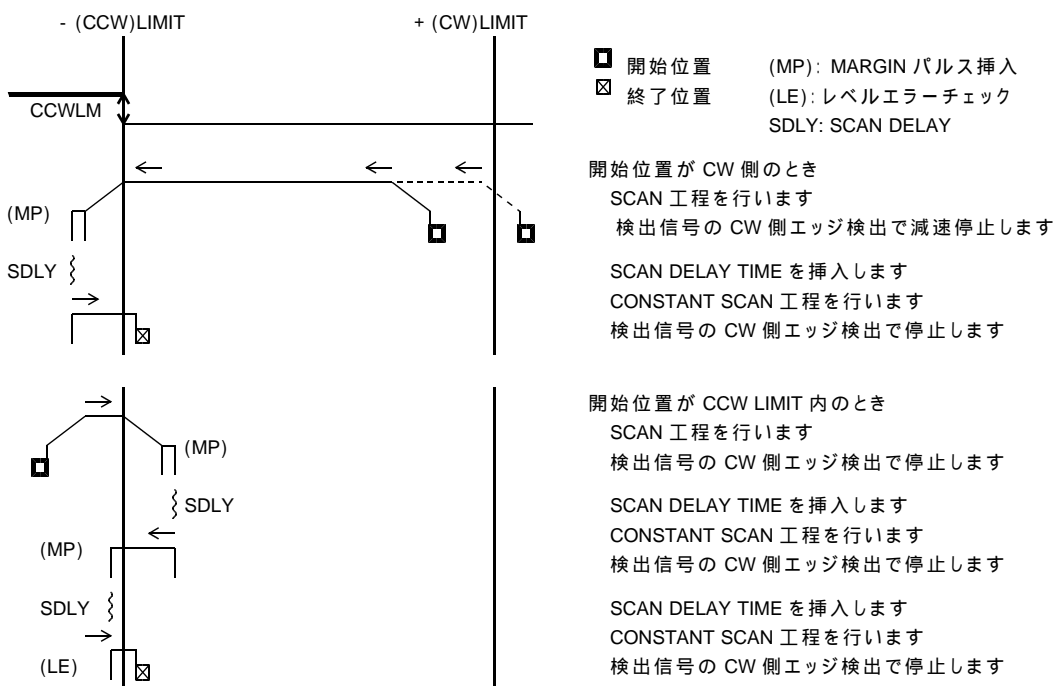 - (CCW)LIMIT
+ (CW)LIMIT
CCWLM
開始位置 (MP): MARGIN パルス挿入
終了位置 (LE):レベルエラーチェック
SDLY: SCAN DELAY
開始位置が CW 側のとき
SCAN 工程を行います
検出信号の CW 側エッジ検出で減速停止します
(MP)
SDLY
SCAN DELAY TIME を挿入します
CONSTANT SCAN 工程を行います
検出信号の CW 側エッジ検出で停止します
開始位置が CCW LIMIT 内のとき
SCAN 工程を行います
検出信号の CW 側エッジ検出で停止します
(MP)
SDLY
SCAN DELAY TIME を挿入します
CONSTANT SCAN 工程を行います
検出信号の CW 側エッジ検出で停止します
(MP)
SDLY
SCAN DELAY TIME を挿入します
CONSTANT SCAN 工程を行います
検出信号の CW 側エッジ検出で停止します
(LE)